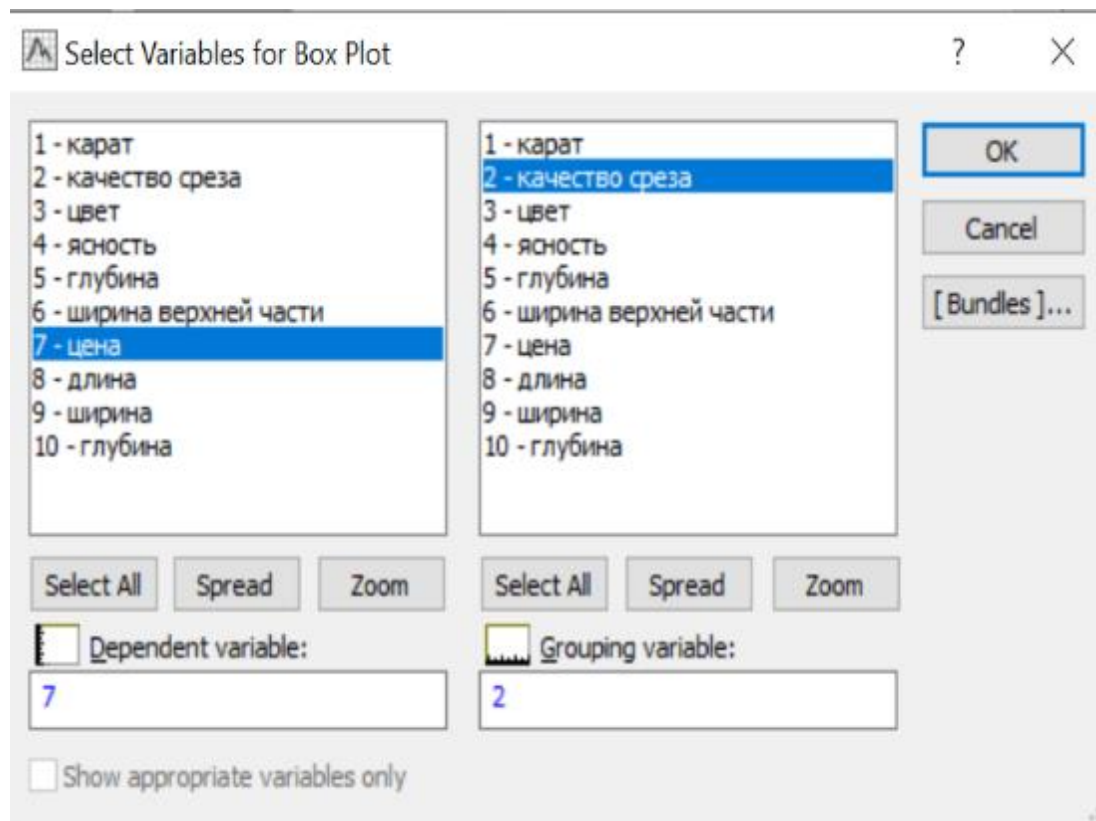 Select Variables for Box Plot
?
1 - карат
2 - качество среза
3 - цвет
4 - ясность
5 - глубина
6 - ширина верхней части
7 - цена
8 - длина
9 - ширина
10 - глубина
1 - карат
2 - качество среза
3 - цвет
4 - ясность
5 - глубина
6 - ширина верхней части
7 - цена
8 - длина
9 - ширина
10 - глубина
OK
Cancel
[ Bundles ]...
Select All Spread Zoom
Select All Spread Zoom
Dependent variable:
7
Grouping variable:
2
Show appropriate variables only